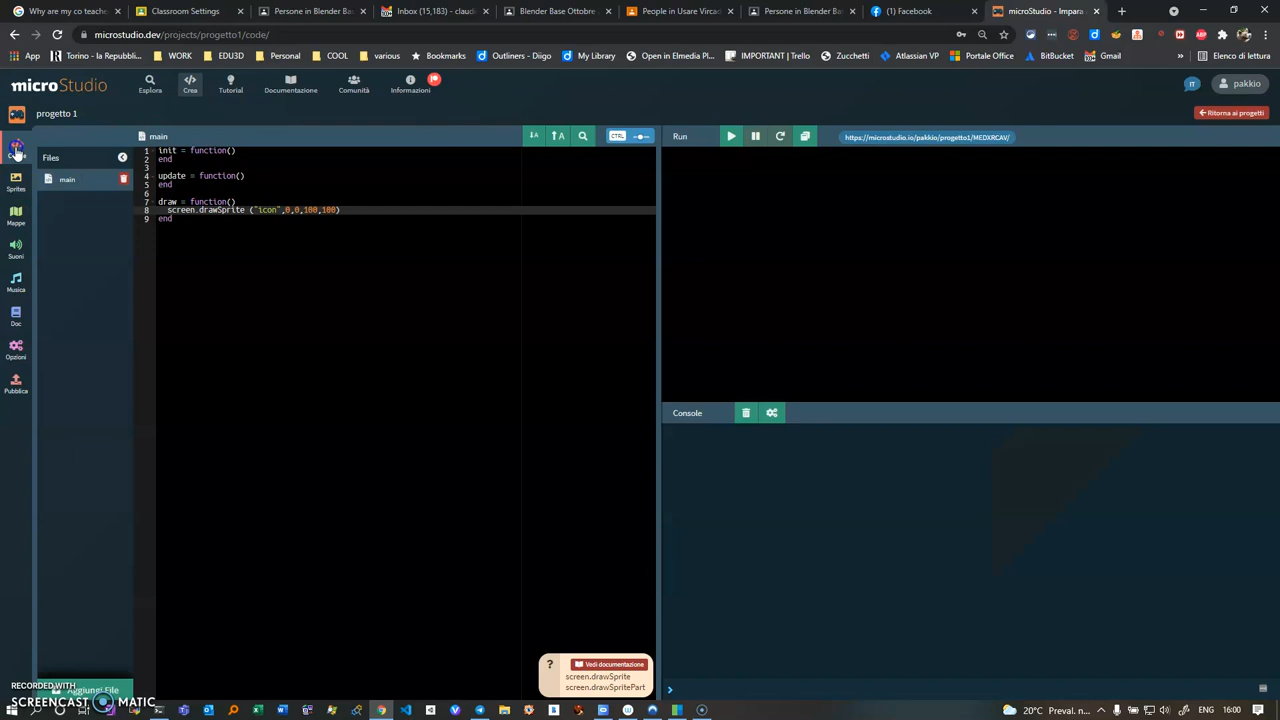 Why are my co teach
Classroom Settings
Persone in Blender Ba
Inbox (15,183) - claud
Blender Base Ottobre
People in Usare Virca
Persone in Blender Ba
(1) Facebook
microStudio - Impara
microstudio.dev/projects/progetto1/code/
App
Torino - la Repubbli...
WORK
EDU3D
Personal
COOL
various
Bookmarks
Outliners - Diigo
My Library
Open in Elmedia Pl...
IMPORTANT | Trello
Zucchetti
Atlassian VP
Portale Office
BitBucket
Gmail
Elenco di lettura
microStudio
Esplora
Crea
Tutorial
Documentazione
Comunità
Informazioni
IT
pakkio
progetto 1
Ritorna ai progetti
main
CTRL
Run
https://microstudio.io/pakkio/progetto1/MEDXRCAV/
Files
main
Sprites
Mappe
Suoni
Musica
Doc
Opzioni
Pubblica
1 init = function()
2 end
3
4 update = function()
5 end
6
7 draw = function()
8 screen.drawSprite ("icon",0,0,100,100)
9 end
Console
? Vedi documentazione
screen.drawSprite
screen.drawSpritePart
Aggiungi File
RECORDED WITH
SCREENCAST MATIC
20°C Preval. n...
ENG
16:00